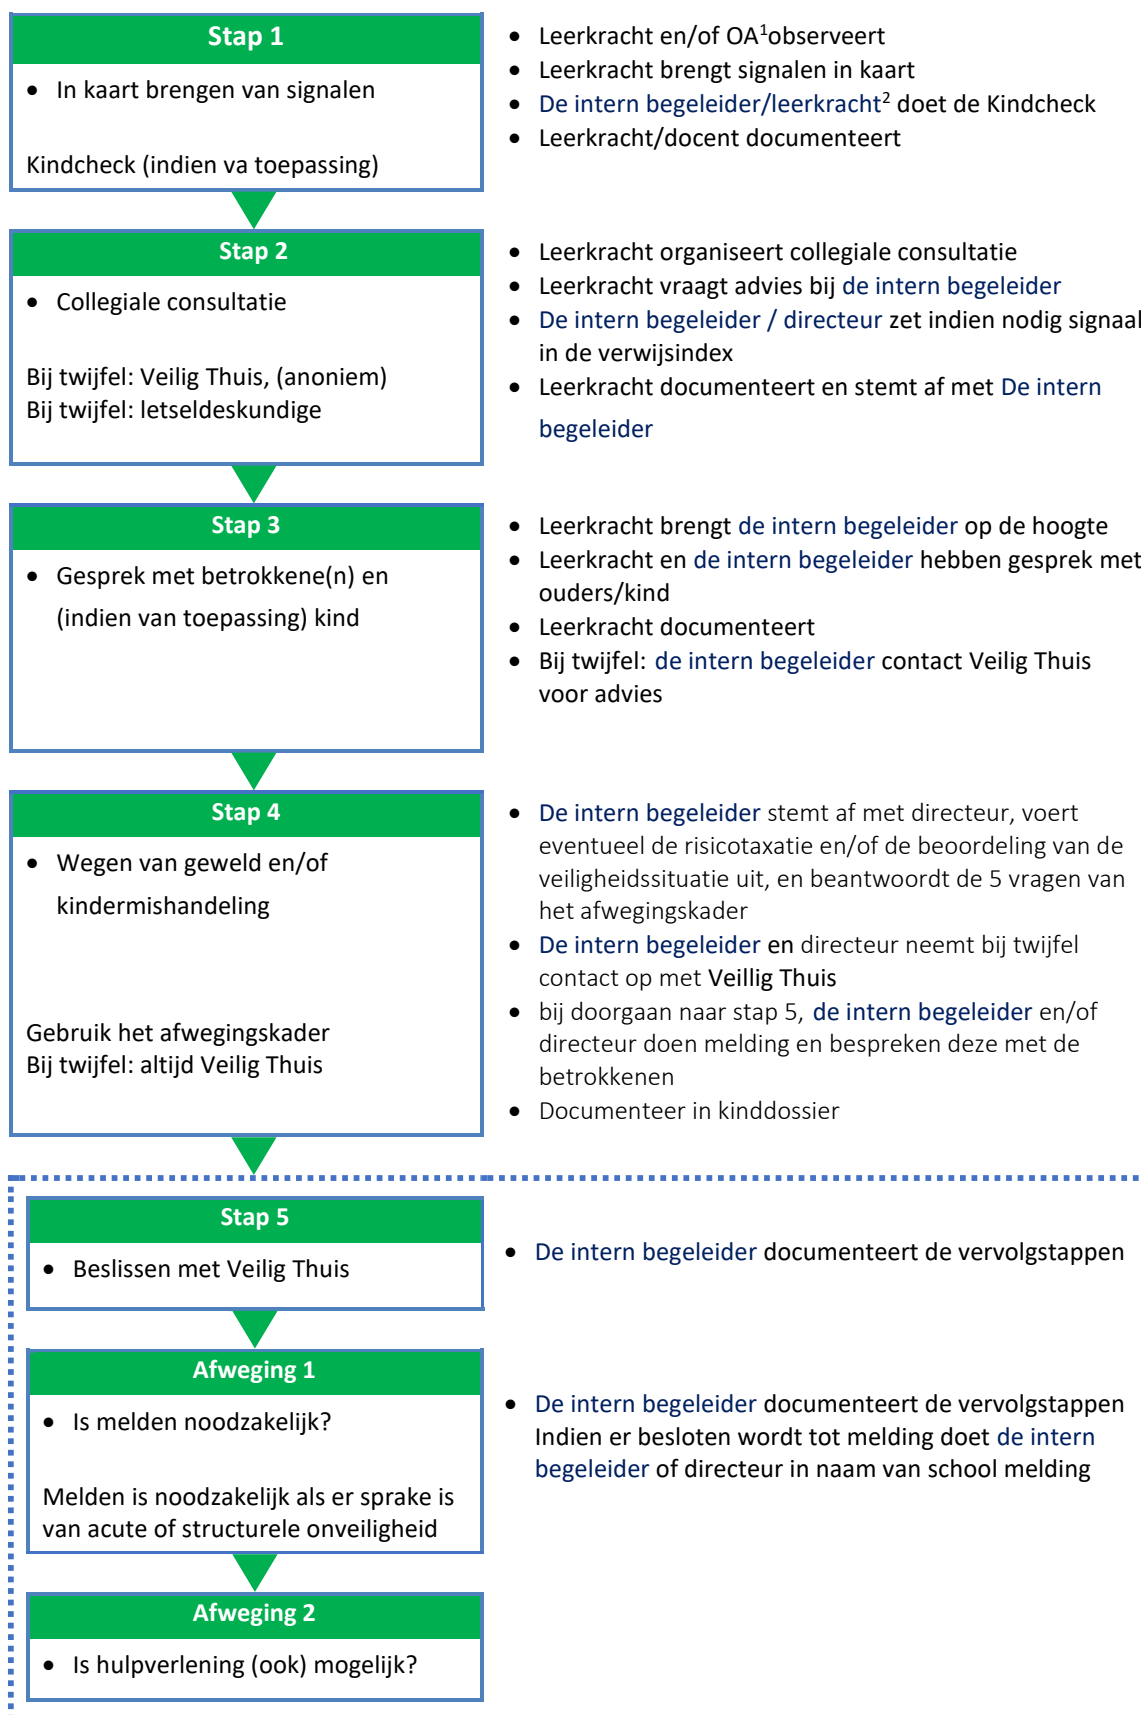 Stap 1
• In kaart brengen van signalen
Kindcheck (indien va toepassing)
• Leerkracht en/of OA¹observeert
• Leerkracht brengt signalen in kaart
• De intern begeleider/leerkracht² doet de Kindcheck
• Leerkracht/docent documenteert
Stap 2
• Collegiale consultatie
Bij twijfel: Veilig Thuis, (anoniem)
Bij twijfel: letseldeskundige
• Leerkracht organiseert collegiale consultatie
• Leerkracht vraagt advies bij de intern begeleider
• De intern begeleider / directeur zet indien nodig signaal
in de verwijsindex
• Leerkracht documenteert en stemt af met De intern
begeleider
Stap 3
• Gesprek met betrokkene(n) en
(indien van toepassing) kind
• Leerkracht brengt de intern begeleider op de hoogte
• Leerkracht en de intern begeleider hebben gesprek met
ouders/kind
• Leerkracht documenteert
• Bij twijfel: de intern begeleider contact Veilig Thuis
voor advies
Stap 4
• Wegen van geweld en/of
kindermishandeling
Gebruik het afwegingskader
Bij twijfel: altijd Veilig Thuis
• De intern begeleider stemt af met directeur, voert
eventueel de risicotaxatie en/of de beoordeling van de
veiligheidssituatie uit, en beantwoordt de 5 vragen van
het afwegingskader
• De intern begeleider en directeur neemt bij twijfel
contact op met Veillig Thuis
• bij doorgaan naar stap 5, de intern begeleider en/of
directeur doen melding en bespreken deze met de
betrokkenen
• Documenteer in kinddossier
Stap 5
• Beslissen met Veilig Thuis
• De intern begeleider documenteert de vervolgstappen
Afweging 1
• Is melden noodzakelijk?
Melden is noodzakelijk als er sprake is
van acute of structurele onveiligheid
• De intern begeleider documenteert de vervolgstappen
Indien er besloten wordt tot melding doet de intern
begeleider of directeur in naam van school melding
Afweging 2
• Is hulpverlening (ook) mogelijk?